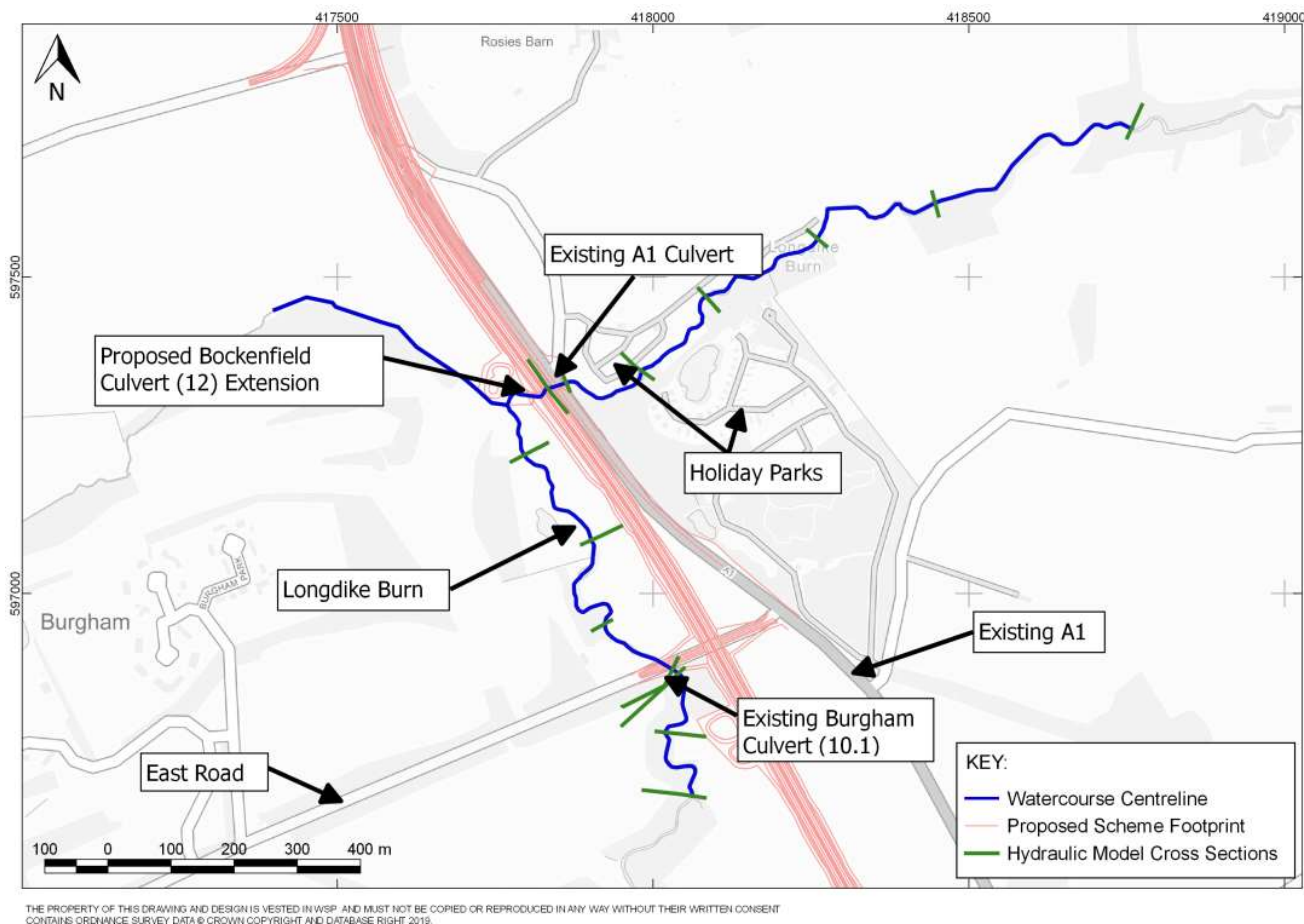 417500
418000
418500
419000
Rosies Barn
N
597500
Existing A1 Culvert
Longdike
Burn
Proposed Bockenfield
Culvert (12) Extension
Holiday Parks
Longdike Burn
A1
597000
BURGHAM PARK
Burgham
Existing A1
Existing Burgham
Culvert (10.1)
East Road
KEY:
Watercourse Centreline
Proposed Scheme Footprint
Hydraulic Model Cross Sections
100 0 100 200 300 400 m
THE PROPERTY OF THIS DRAWING AND DESIGN IS VESTED IN WSP AND MUST NOT BE COPIED OR REPRODUCED IN ANY WAY WITHOUT THEIR WRITTEN CONSENT
CONTAINS ORDNANCE SURVEY DATA © CROWN COPYRIGHT AND DATABASE RIGHT 2019.